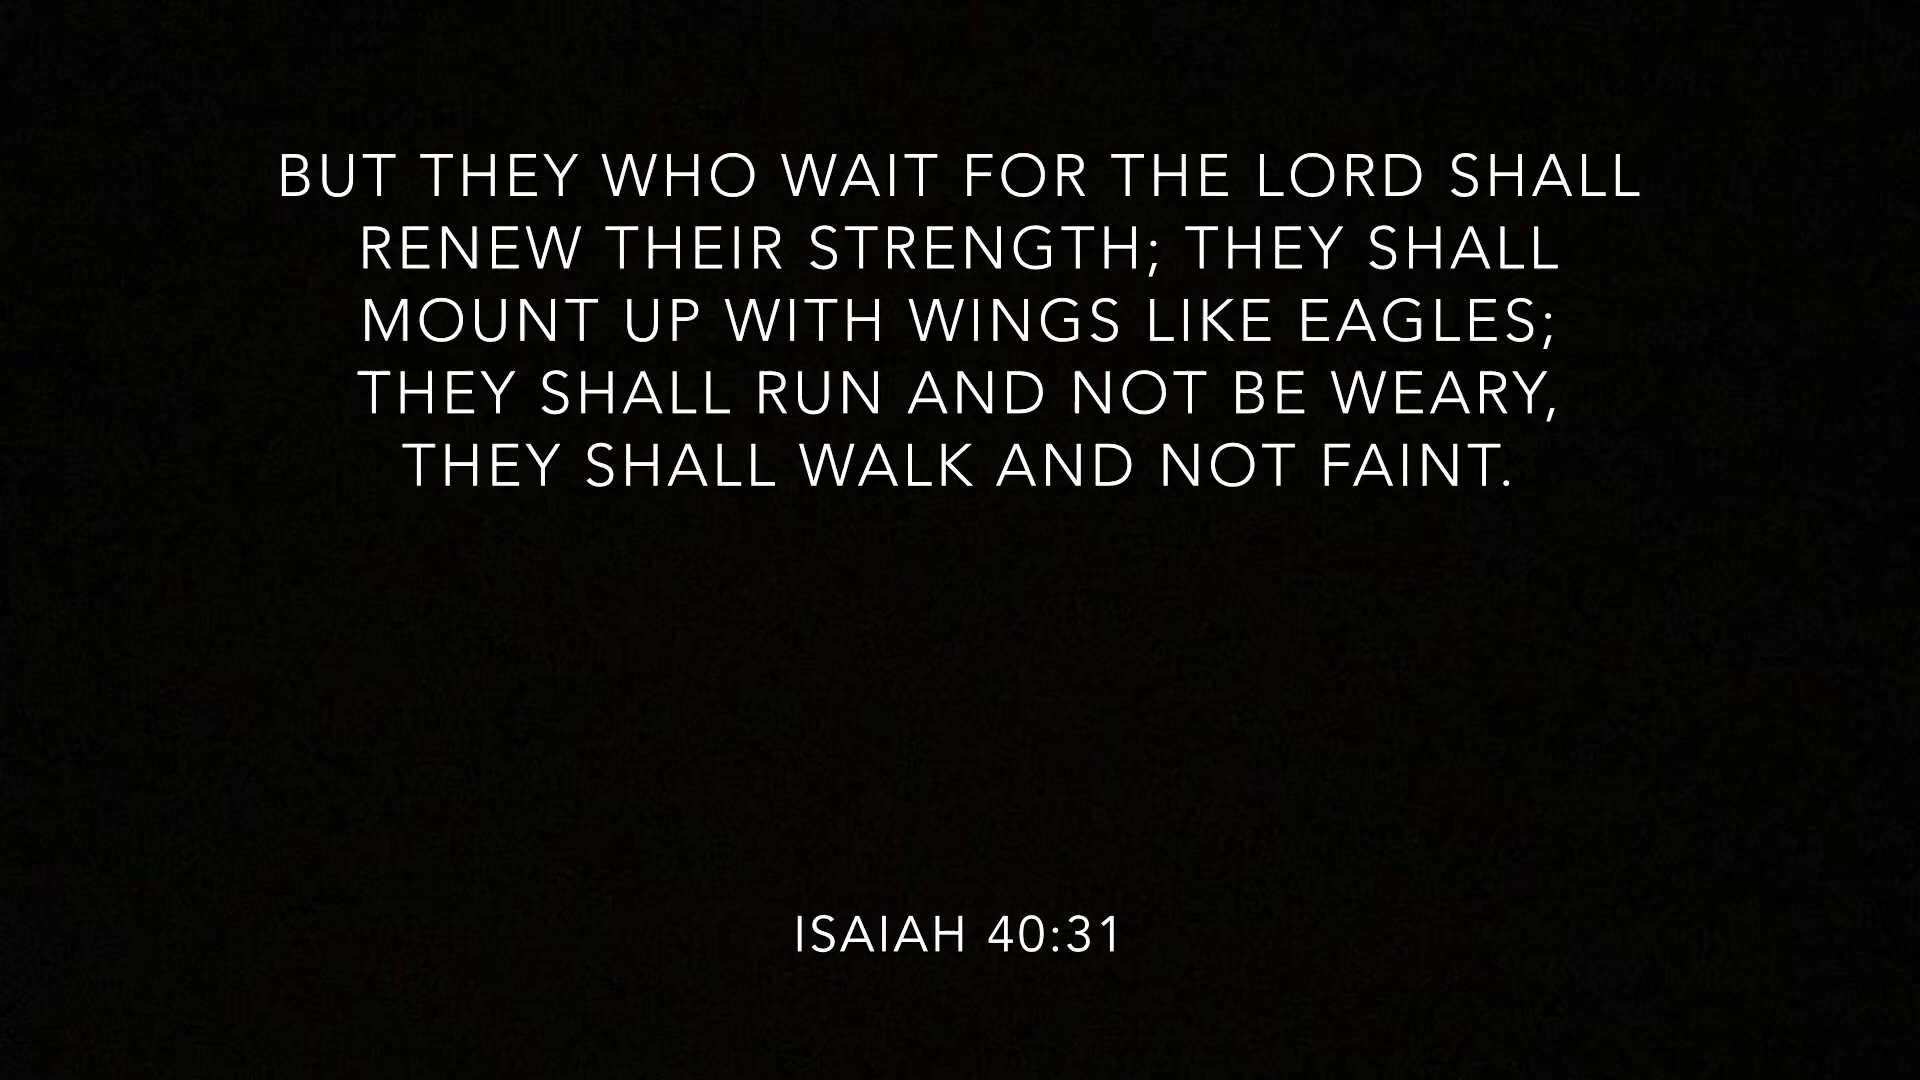 BUT THEY WHO WAIT FOR THE LORD SHALL
RENEW THEIR STRENGTH; THEY SHALL
MOUNT UP WITH WINGS LIKE EAGLES;
THEY SHALL RUN AND NOT BE WEARY,
THEY SHALL WALK AND NOT FAINT.
ISAIAH 40:31